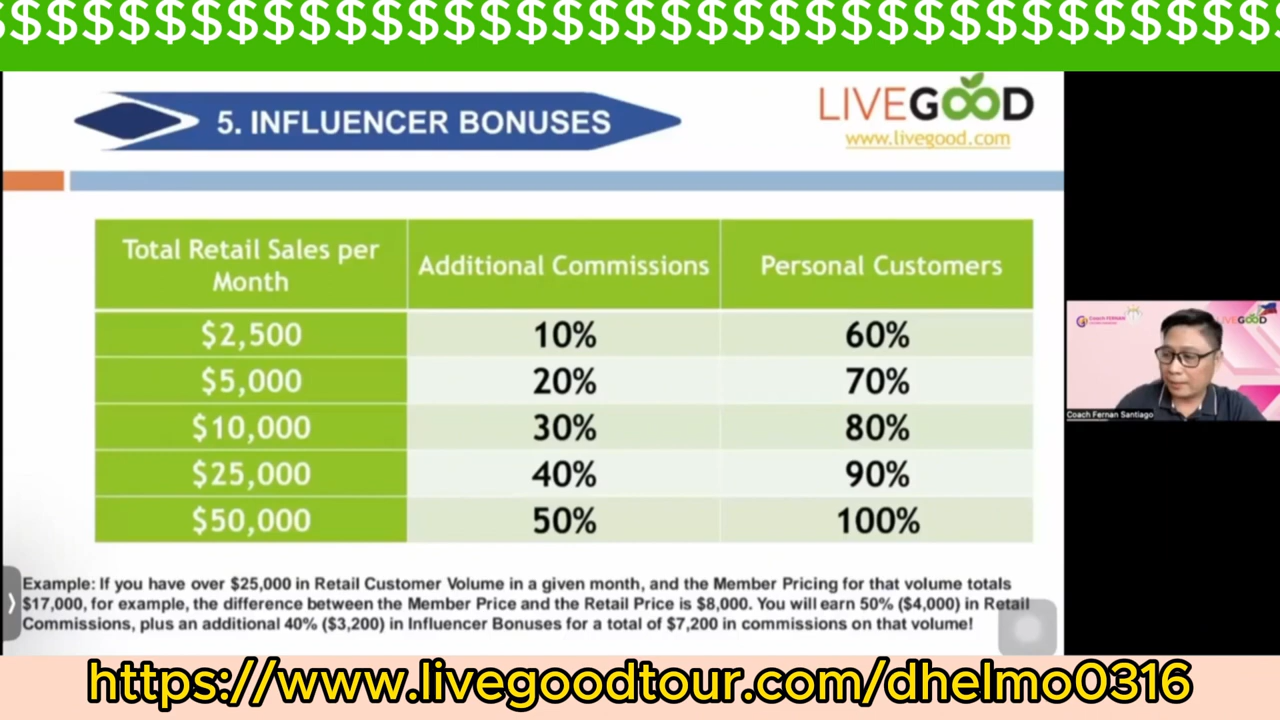 $$$$$$$$$$$$$$$$$$$$$$$$$$$$$$$$$$$$
5. INFLUENCER BONUSES
LIVEGOOD
www.livegood.com
Total Retail Sales per Month
Additional Commissions
Personal Customers
$2,500 10% 60%
$5,000 20% 70%
$10,000 30% 80%
$25,000 40% 90%
$50,000 50% 100%
Example: If you have over $25,000 in Retail Customer Volume in a given month, and the Member Pricing for that volume totals
$17,000, for example, the difference between the Member Price and the Retail Price is $8,000. You will earn 50% ($4,000) in Retail
Commissions, plus an additional 40% ($3,200) in Influencer Bonuses for a total of $7,200 in commissions on that volume!
Coach FERNAN
LIVEGOOD
Coach Fernan Santiago
https://www.livegoodtour.com/dhelmo0316